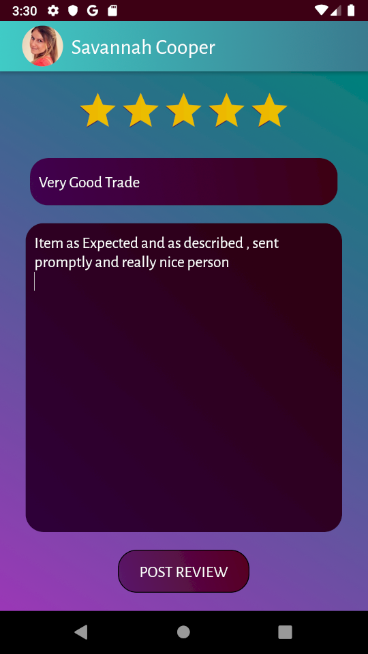 3:30
Savannah Cooper
Very Good Trade
Item as Expected and as described , sent
promptly and really nice person
POST REVIEW